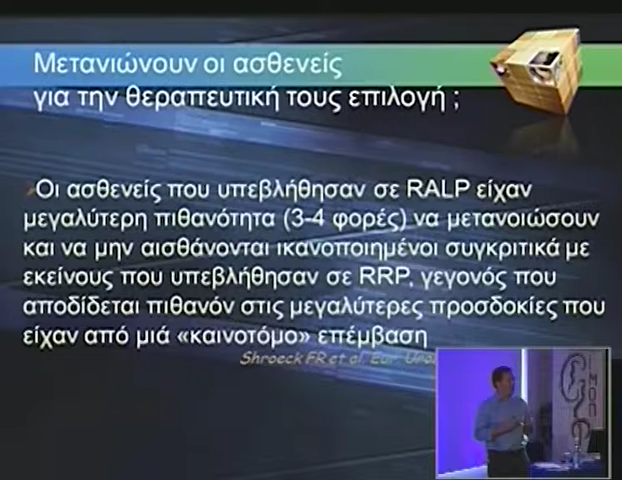 Μετανιώνουν οι ασθενείς
για την θεραπευτική τους επιλογή ;
Οι ασθενείς που υπεβλήθησαν σε RALP είχαν
μεγαλύτερη πιθανότητα (3-4 φορές) να μετανοιώσουν
και να μην αισθάνονται ικανοποιημένοι συγκριτικά με
εκείνους που υπεβλήθησαν σε RRP, γεγονός που
αποδίδεται πιθανόν στις μεγαλύτερες προσδοκίες που
είχαν από μιά «καινοτόμο» επέμβαση
Shroeck FR et al. Eur.
ΜΟΠ